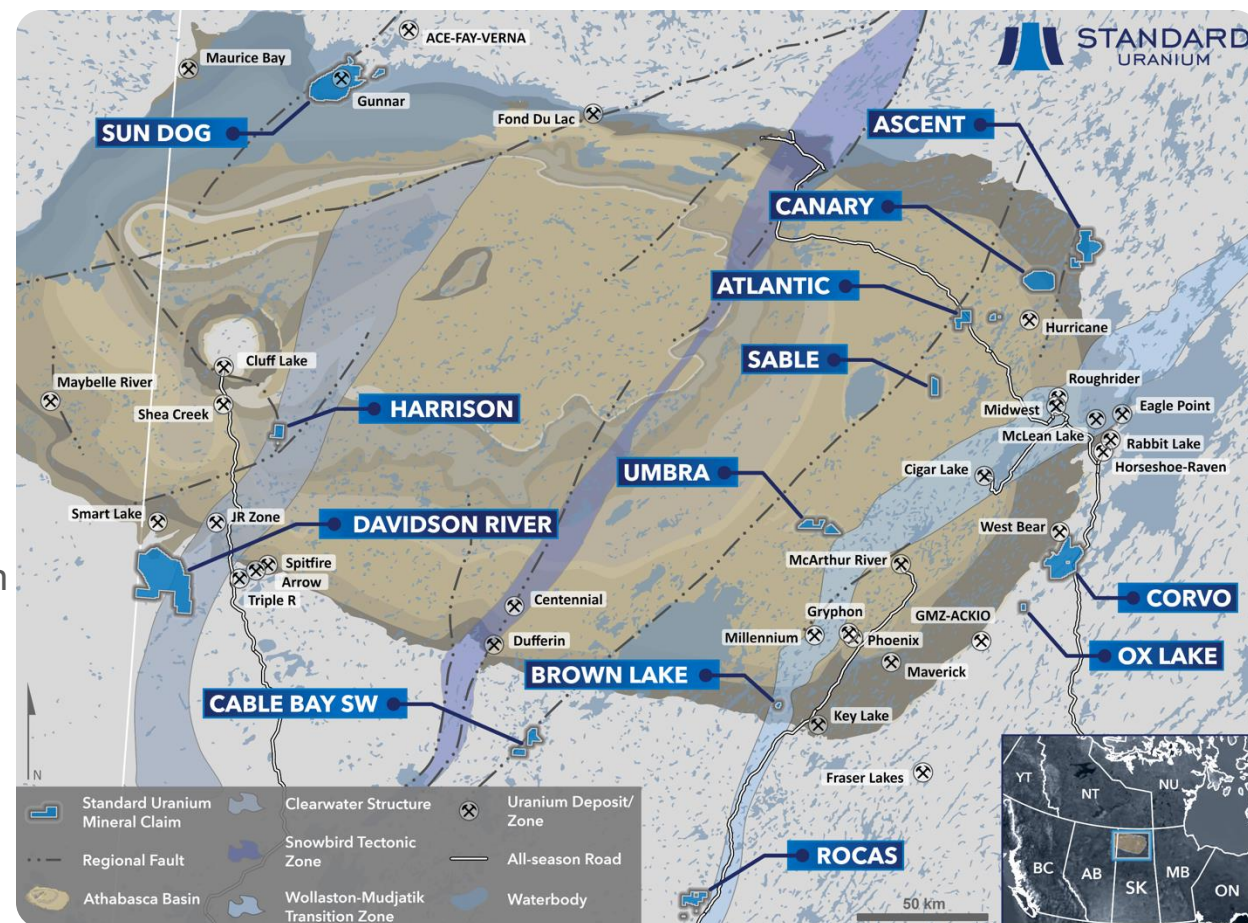 STANDARD
URANIUM
ACE-FAY-VERNA
Maurice Bay
Gunnar
SUN DOG
Fond Du Lac
ASCENT
CANARY
ATLANTIC
Hurricane
SABLE
Cluff Lake
Maybelle River
Shea Creek
HARRISON
Roughrider
Midwest
Eagle Point
McLean Lake
Rabbit Lake
Horseshoe-Raven
Cigar Lake
UMBRA
Smart Lake
JR Zone
DAVIDSON RIVER
West Bear
McArthur River
Spitfire
Arrow
Triple R
n
Centennial
CORVO
Gryphon
GMZ-ACKIO
Millennium
Phoenix
Dufferin
OX LAKE
Maverick
BROWN LAKE
CABLE BAY SW
Key Lake
Fraser Lakes
N
ROCAS
50 km
Standard Uranium
Mineral Claim
Regional Fault
Athabasca Basin
Clearwater Structure
Snowbird Tectonic
Zone
Wollaston-Mudjatik
Transition Zone
Uranium Deposit/
Zone
All-season Road
Waterbody
YT
NT
NU
BC
AB
SK
MB
ON